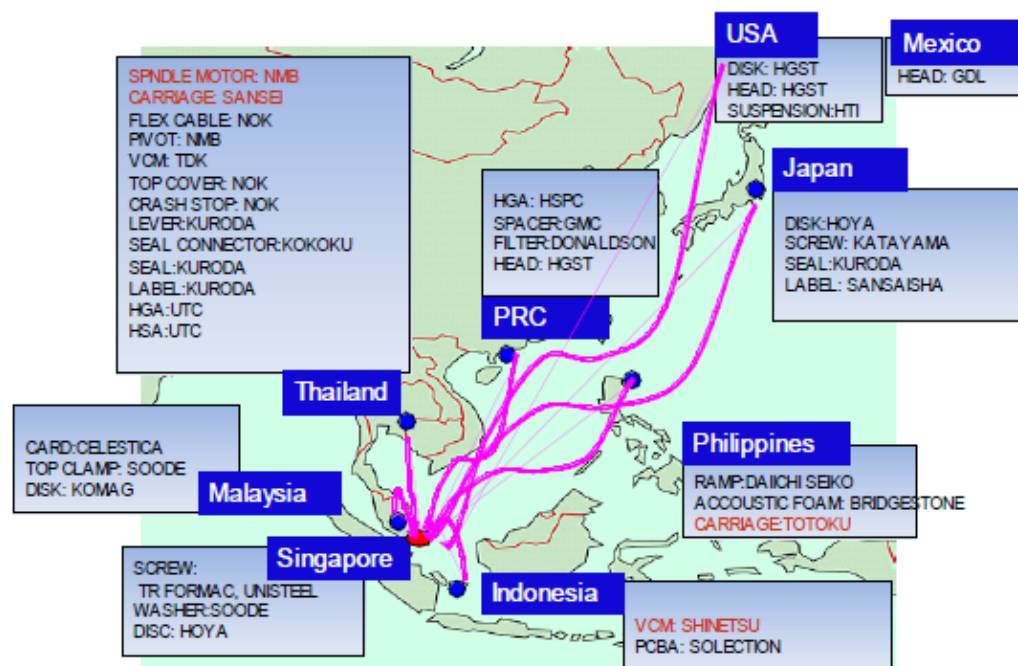 USA
DISK: HGST
HEAD: HGST
SUSPENSION:HTI
Mexico
HEAD: GDL
SPNDLE MOTOR: NMB
CARRIAGE: SANSEI
FLEX CABLE: NOK
PIVOT: NMB
VCM: TDK
TOP COVER: NOK
CRASH STOP: NOK
LEVER:KURODA
SEAL CONNECTOR:KOKOKU
SEAL:KURODA
LABEL:KURODA
HGA:UTC
HSA:UTC
Thailand
HGA: HSPC
SPACER:GMC
FILTER:DONALDSON
HEAD: HGST
PRC
Japan
DISK:HOYA
SCREW: KATAYAMA
SEAL:KURODA
LABEL: SANSAISHA
CARD:CELESTICA
TOP CLAMP: SOODE
DISK: KOMAG
Malaysia
Philippines
RAMP:DAIICHI SEIKO
ACCOUSTIC FOAM: BRIDGESTONE
CARRIAGE:TOTOKU
Singapore
SCREW:
TR FORMAC, UNISTEEL
WASHER:SOODE
DISC: HOYA
Indonesia
VCM: SHINETSU
PCBA: SOLECTION